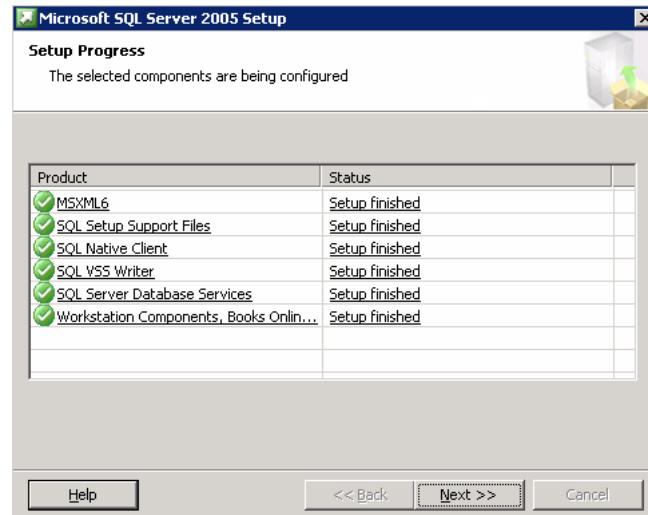 Microsoft SQL Server 2005 Setup
Setup Progress
The selected components are being configured
Product Status
MSXML6 Setup finished
SQL Setup Support Files Setup finished
SQL Native Client Setup finished
SQL VSS Writer Setup finished
SQL Server Database Services Setup finished
Workstation Components, Books Onlin... Setup finished
Help << Back Next >> Cancel